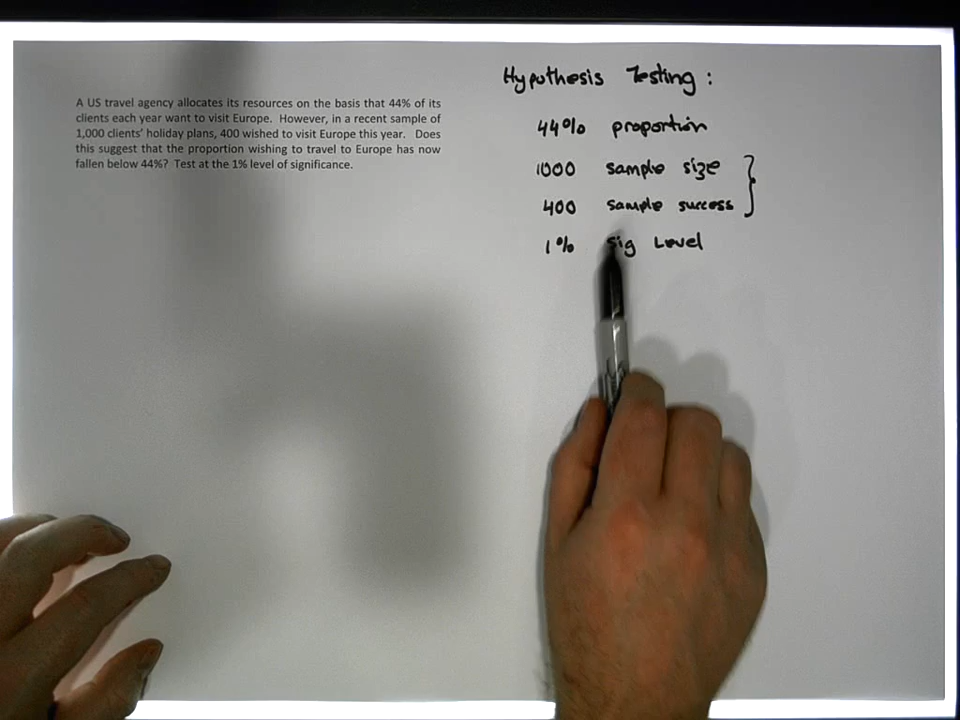 A US travel agency allocates its resources on the basis that 44% of its
clients each year want to visit Europe. However, in a recent sample of
1,000 clients' holiday plans, 400 wished to visit Europe this year. Does
this suggest that the proportion wishing to travel to Europe has now
fallen below 44%? Test at the 1% level of significance.
Hypothesis Testing :
44% proportion
1000 sample size
400 sample success
1% Sig Level